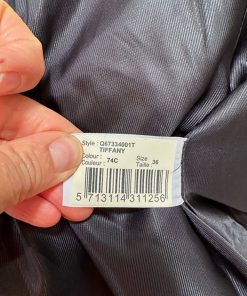 Style : Q67334001T
TIFFANY
Colour : Size
Couleur : 74C Taille : 36
5 713114 311256